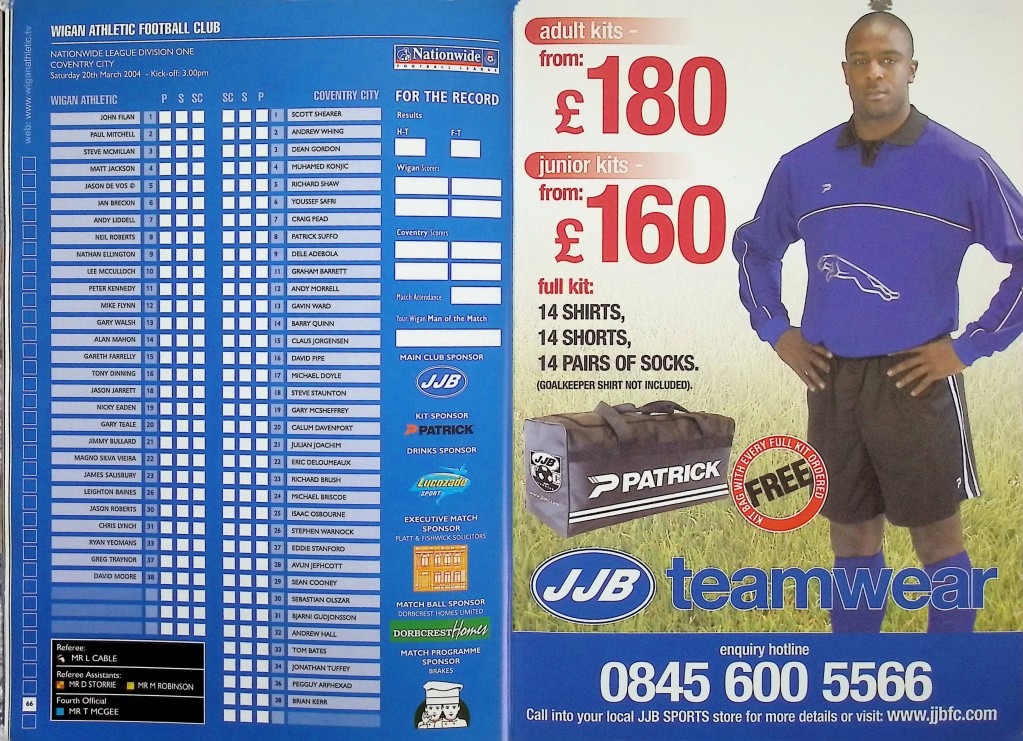 web: www.wiganathletic.tv
WIGAN ATHLETIC FOOTBALL CLUB
NATIONWIDE LEAGUE DIVISION ONE
COVENTRY CITY
Saturday 20th March 2004 - Kick-off: 3.00pm
Nationwide
FOOTBALL LEAGUE
WIGAN ATHLETIC P S SC
JOHN FILAN 1
PAUL MITCHELL 2
STEVE MCMILLAN 3
MATT JACKSON 4
JASON DE VOS © 5
IAN BRECKIN 6
ANDY LIDDELL 7
NEIL ROBERTS 8
NATHAN ELLINGTON 9
LEE MCCULLOCH 10
PETER KENNEDY 11
MIKE FLYNN 12
GARY WALSH 13
ALAN MAHON 14
GARETH FARRELLY 15
TONY DINNING 16
JASON JARRETT 18
NICKY EADEN 19
GARY TEALE 20
JIMMY BULLARD 21
MAGNO SILVA VIEIRA 22
JAMES SALISBURY 23
LEIGHTON BAINES 26
JASON ROBERTS 30
CHRIS LYNCH 31
RYAN YEOMANS 33
GREG TRAYNOR 37
DAVID MOORE 38
Referee:
MR L CABLE
Referee Assistants:
MR D STORRIE MR M ROBINSON
Fourth Official
MR T MCGEE
66
SC S P COVENTRY CITY
1 SCOTT SHEARER
2 ANDREW WHING
3 DEAN GORDON
4 MUHAMED KONJIC
5 RICHARD SHAW
6 YOUSSEF SAFRI
7 CRAIG PEAD
8 PATRICK SUFFO
9 DELE ADEBOLA
11 GRAHAM BARRETT
12 ANDY MORRELL
13 GAVIN WARD
14 BARRY QUINN
15 CLAUS JORGENSEN
16 DAVID PIPE
17 MICHAEL DOYLE
18 STEVE STAUNTON
19 GARY MCSHEFFREY
20 CALUM DAVENPORT
21 JULIAN JOACHIM
22 ERIC DELOUMEAUX
23 RICHARD BRUSH
24 MICHAEL BRISCOE
25 ISAAC OSBOURNE
26 STEPHEN WARNOCK
27 EDDIE STANFORD
28 AVUN JEPHCOTT
29 SEAN COONEY
30 SEBASTIAN OLSZAR
31 BJARNI GUDJONSSON
32 ANDREW HALL
33 TOM BATES
34 JONATHAN TUFFEY
36 PEGGUY ARPHEXAD
38 BRIAN KERR
FOR THE RECORD
Results
H-T F-T
Wigan Scorers
Coventry Scorers
Match Attendance
Your Wigan Man of the Match
MAIN CLUB SPONSOR
JJB
KIT SPONSOR
PATRICK
DRINKS SPONSOR
Lucozade
SPORT
EXECUTIVE MATCH
SPONSOR
PLATT & FISHWICK SOLICITORS
MATCH BALL SPONSOR
DORBCREST HOMES LIMITED
DORBCREST Homes
MATCH PROGRAMME
SPONSOR
BRAKES
adult kits -
from:
£180
junior kits -
from:
£160
full kit:
14 SHIRTS,
14 SHORTS,
14 PAIRS OF SOCKS.
(GOALKEEPER SHIRT NOT INCLUDED).
JJB
PATRICK
KIT BAG WITH EVERY FULL KIT ORDERED
FREE
JJB teamwear
enquiry hotline
0845 600 5566
Call into your local JJB SPORTS store for more details or visit: www.jjbfc.com